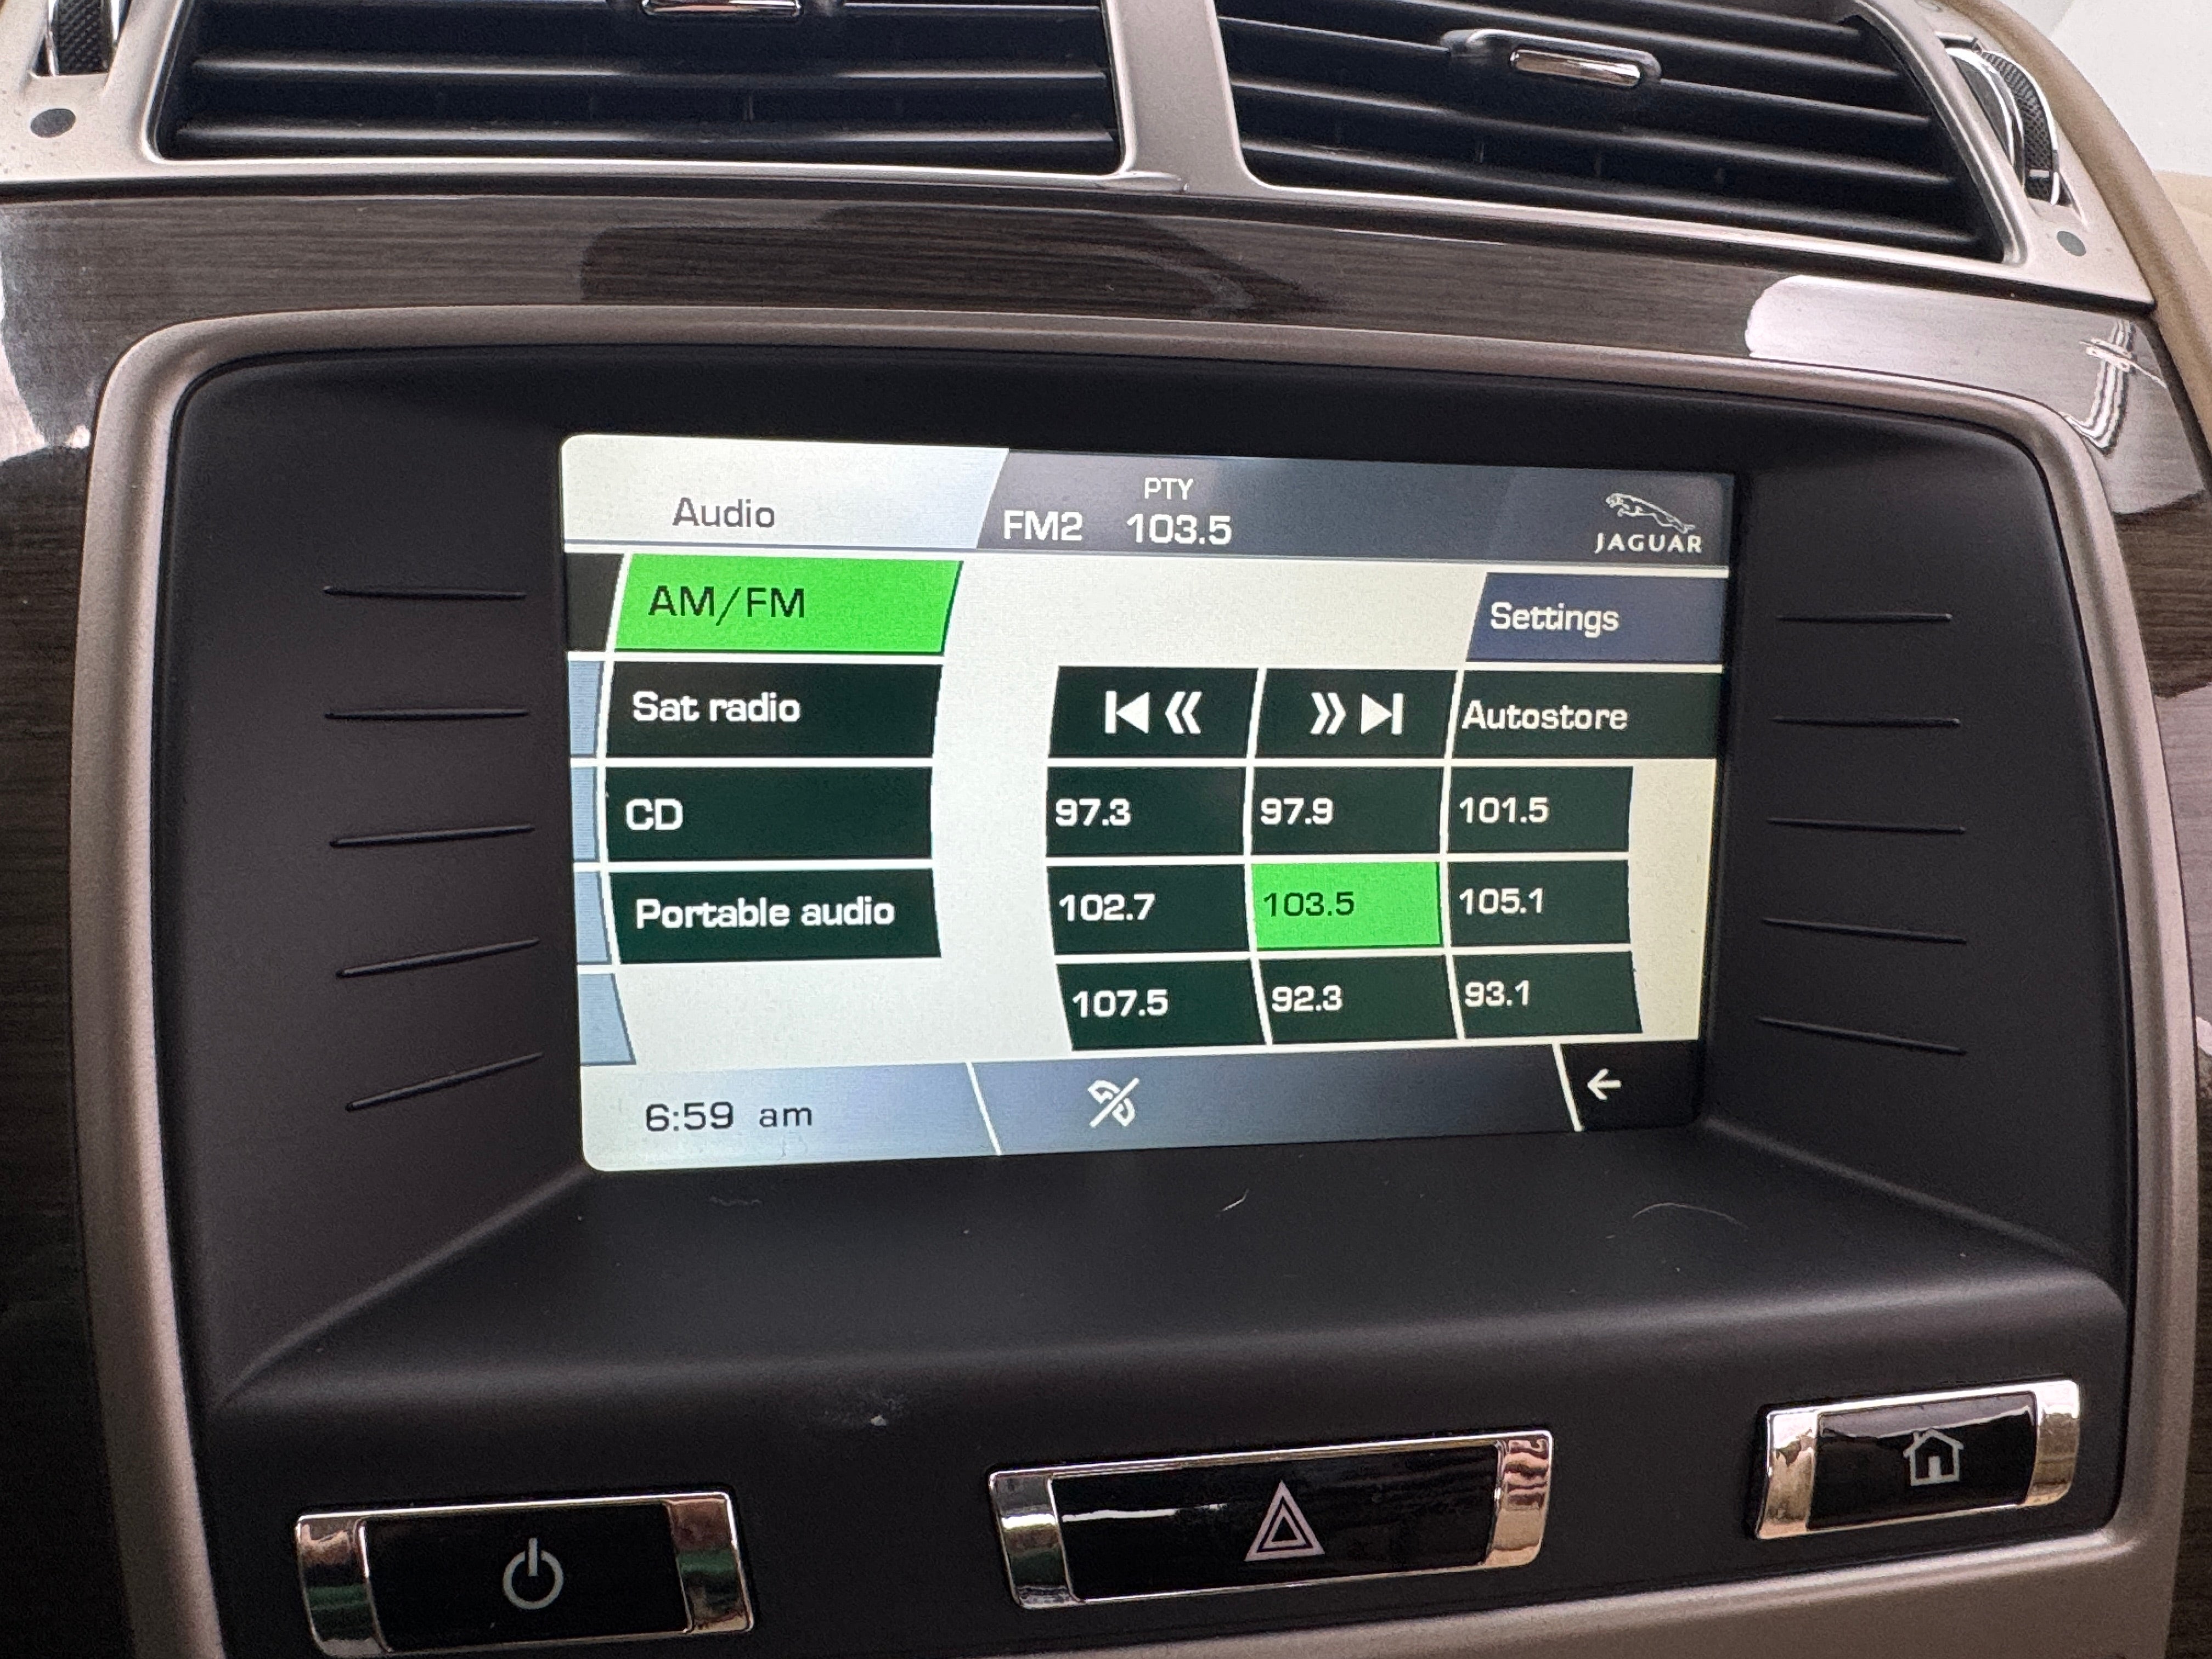 Audio
PTY
FM2 103.5
JAGUAR
AM/FM
Settings
Sat radio
Autostore
CD
97.3 97.9 101.5
Portable audio
102.7 103.5 105.1
107.5 92.3 93.1
6:59 am